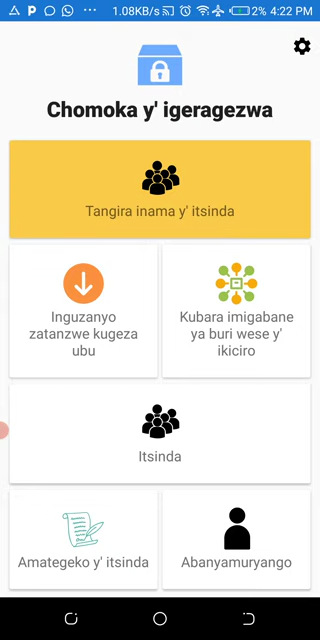 1.08KB/s 2% 4:22 PM
Chomoka y' igeragezwa
Tangira inama y' itsinda
Inguzanyo
zatanzwe kugeza
ubu
Kubara imigabane
ya buri wese y'
ikiciro
Itsinda
Amategeko y' itsinda
Abanyamuryango